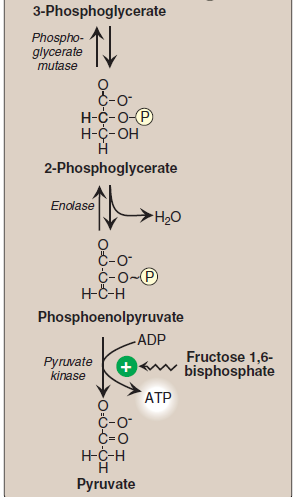 3-Phosphoglycerate
Phospho-
glycerate
mutase
O
C-O-
H-C-O-P
H-C-OH
H
2-Phosphoglycerate
Enolase
H2O
O
C-O-
C-O~P
H-C-H
Phosphoenolpyruvate
ADP
Pyruvate
kinase
+
Fructose 1,6-
bisphosphate
ATP
O
C-O-
C=O
H-C-H
H
Pyruvate